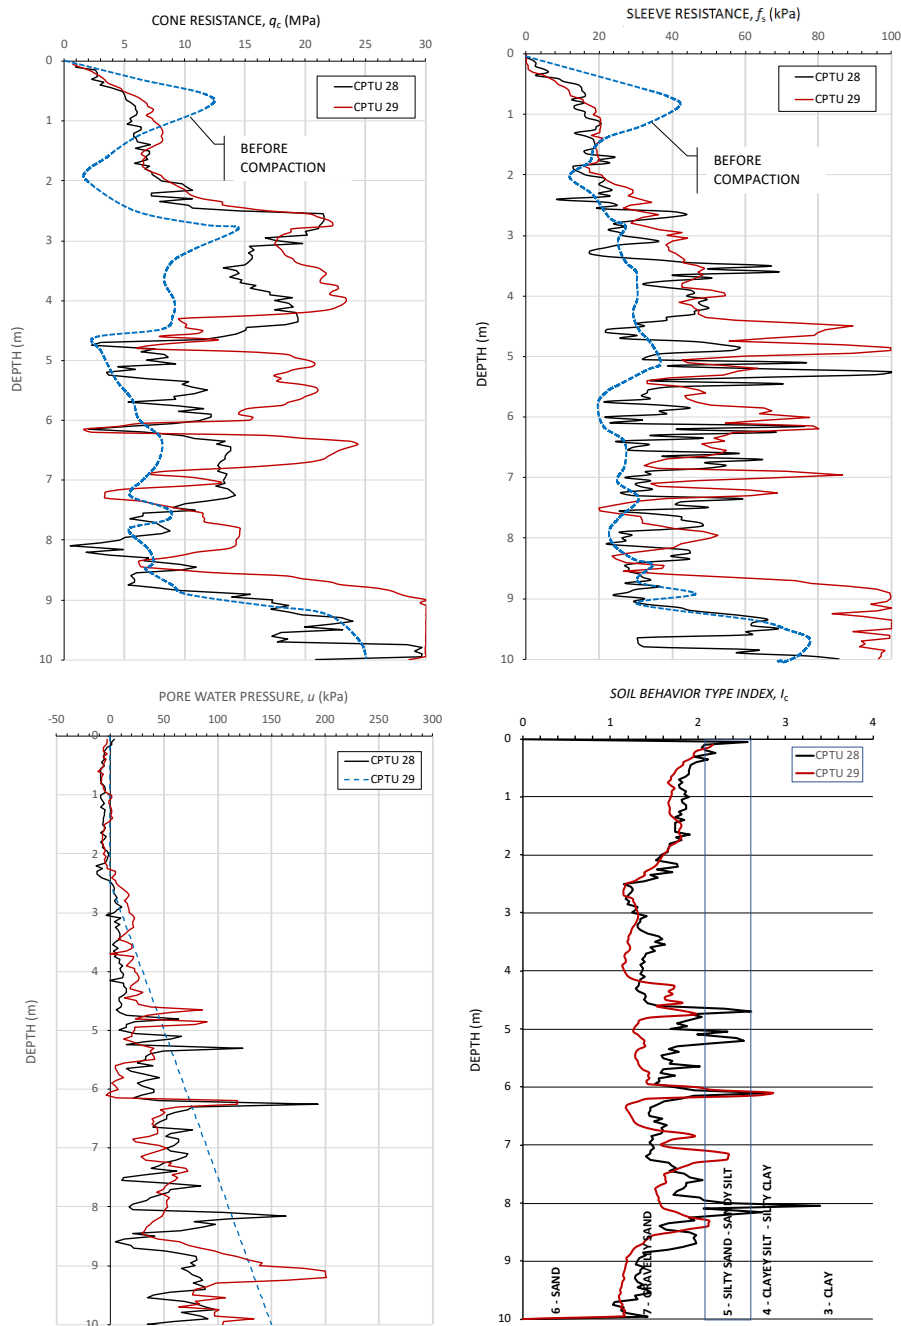 CONE RESISTANCE, qc (MPa)
0 5 10 15 20 25 30
0
1
2
3
4
5
6
7
8
9
10
DEPTH (m)
CPTU 28
CPTU 29
BEFORE
COMPACTION
SLEEVE RESISTANCE, fs (kPa)
0 20 40 60 80 100
0
1
2
3
4
5
6
7
8
9
10
DEPTH (m)
CPTU 28
CPTU 29
BEFORE
COMPACTION
PORE WATER PRESSURE, u (kPa)
-50 0 50 100 150 200 250 300
0
1
2
3
4
5
6
7
8
9
10
DEPTH (m)
CPTU 28
CPTU 29
SOIL BEHAVIOR TYPE INDEX, Ic
0 1 2 3 4
0
1
2
3
4
5
6
7
8
9
10
DEPTH (m)
CPTU 28
CPTU 29
6 - SAND
7 - GRAVELLY SAND
5 - SILTY SAND - SANDY SILT
4 - CLAYEY SILT - SILTY CLAY
3 - CLAY